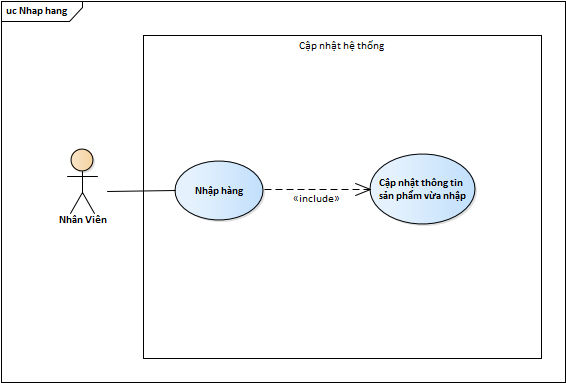 uc Nhap hang
Cập nhật hệ thống
Nhân Viên
Nhập hàng
«include»
Cập nhật thông tin
sản phẩm vừa nhập